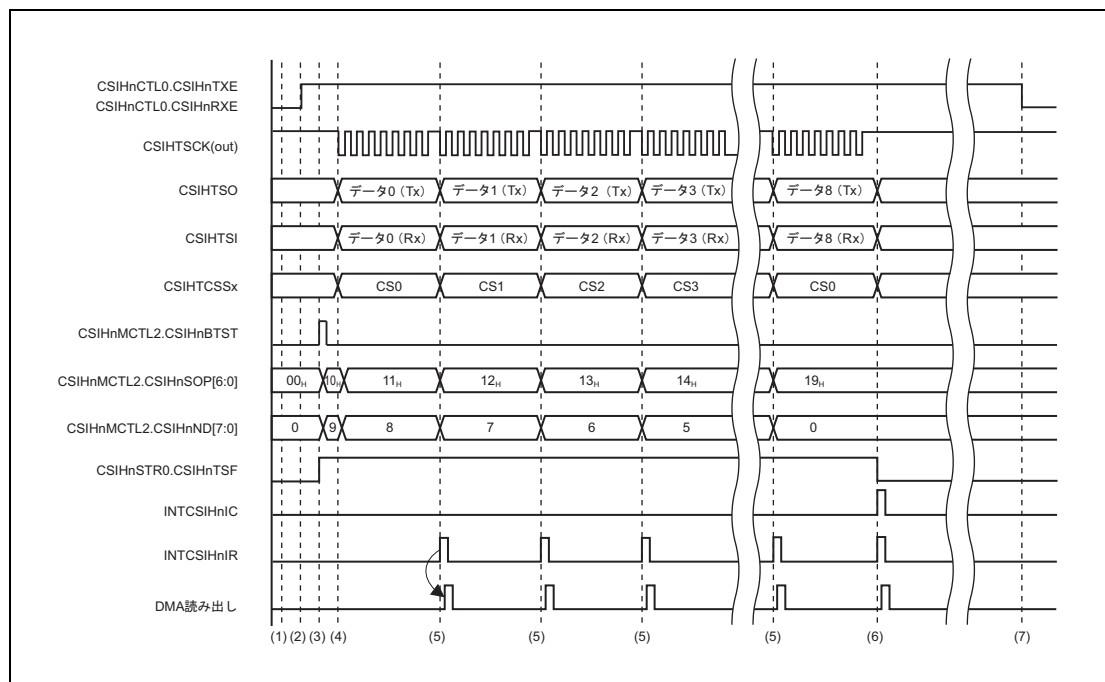 CSIHnCTL0.CSIHnTXE
CSIHnCTL0.CSIHnRXE
CSIHTSCK(out)
CSIHTSO データ0（Tx） データ1（Tx） データ2（Tx） データ3（Tx） データ8（Tx）
CSIHTSI データ0（Rx） データ1（Rx） データ2（Rx） データ3（Rx） データ8（Rx）
CSIHTCSSx CS0 CS1 CS2 CS3 CS0
CSIHnMCTL2.CSIHnBTST
CSIHnMCTL2.CSIHnSOP[6:0] 00H 10H 11H 12H 13H 14H 19H
CSIHnMCTL2.CSIHnND[7:0] 0 9 8 7 6 5 0
CSIHnSTR0.CSIHnTSF
INTCSIHnIC
INTCSIHnIR
DMA読み出し
(1) (2) (3) (4) (5) (5) (5) (5) (6) (7)